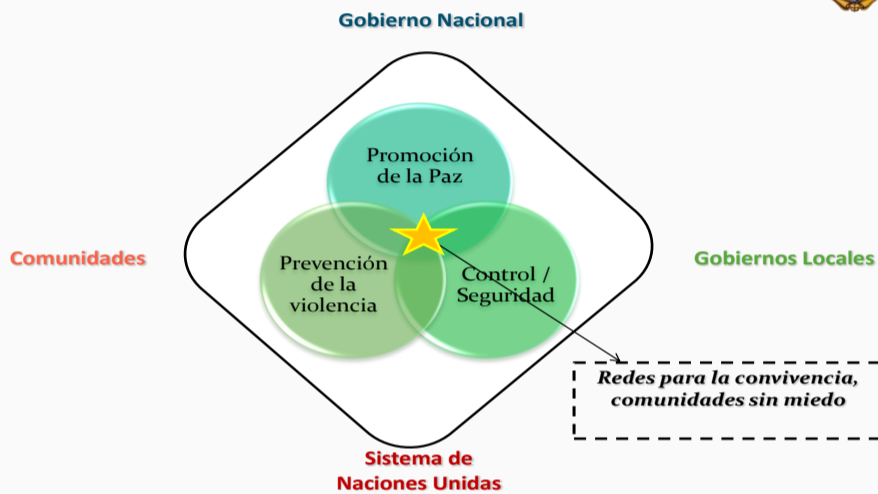 Gobierno Nacional
Promoción
de la Paz
Comunidades
Gobiernos Locales
Prevención
de la
violencia
Control /
Seguridad
Redes para la convivencia,
comunidades sin miedo
Sistema de
Naciones Unidas